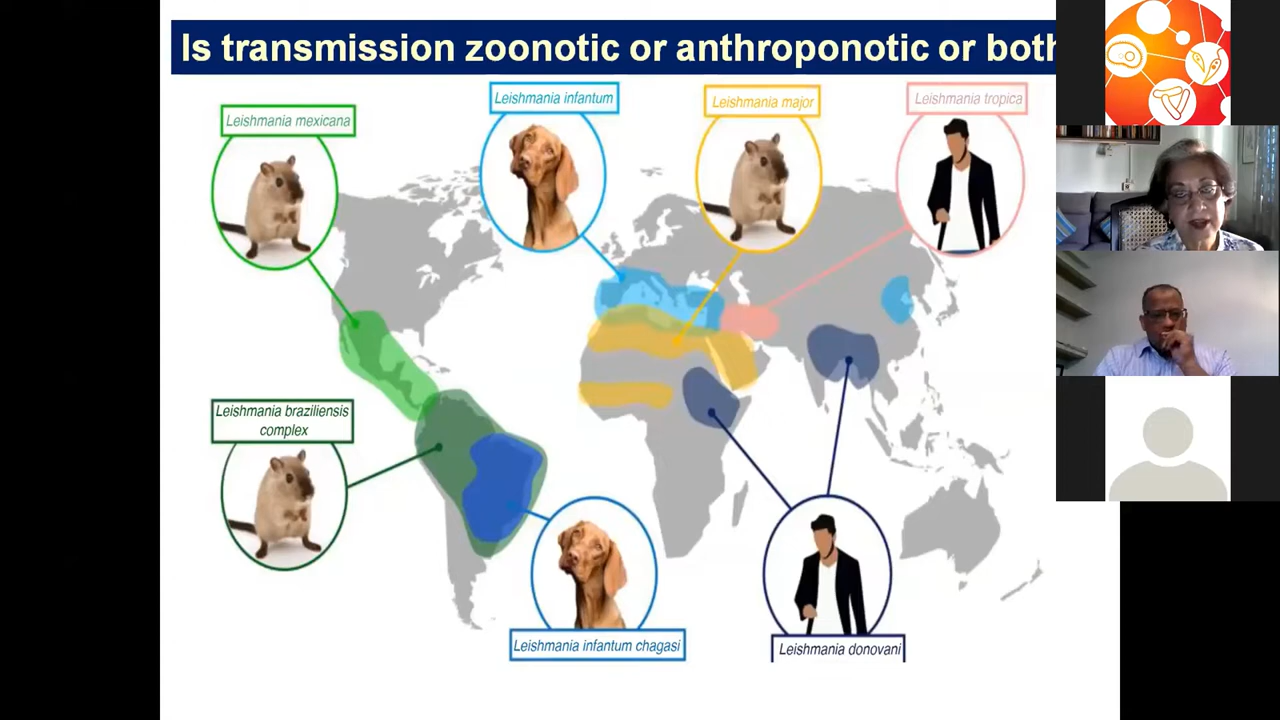 Is transmission zoonotic or anthroponotic or both
Leishmania infantum
Leishmania major
Leishmania tropica
Leishmania mexicana
Leishmania braziliensis
complex
Leishmania infantum chagasi
Leishmania donovani